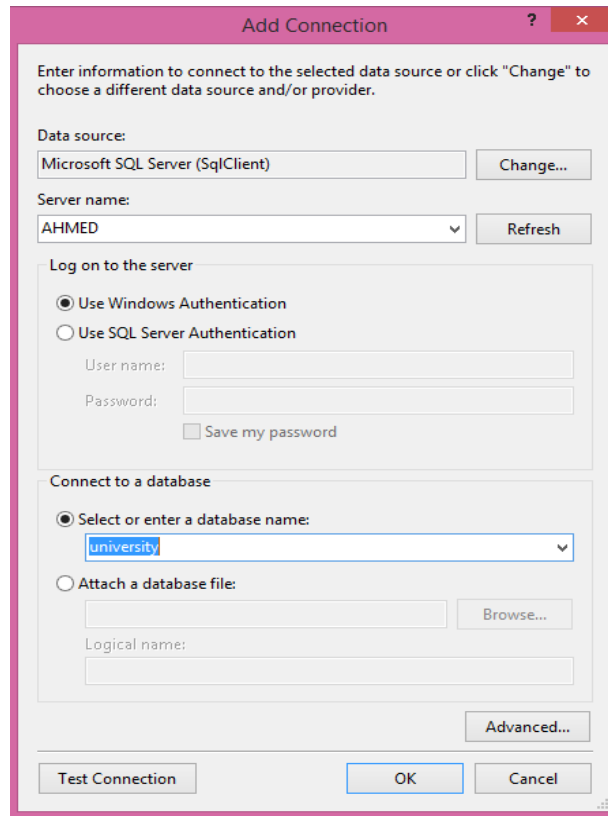 Add Connection
?
×
Enter information to connect to the selected data source or click "Change" to
choose a different data source and/or provider.
Data source:
Microsoft SQL Server (SqlClient)
Change...
Server name:
AHMED
Refresh
Log on to the server
Use Windows Authentication
Use SQL Server Authentication
User name:
Password:
Save my password
Connect to a database
Select or enter a database name:
university
Attach a database file:
Browse...
Logical name:
Advanced...
Test Connection
OK
Cancel